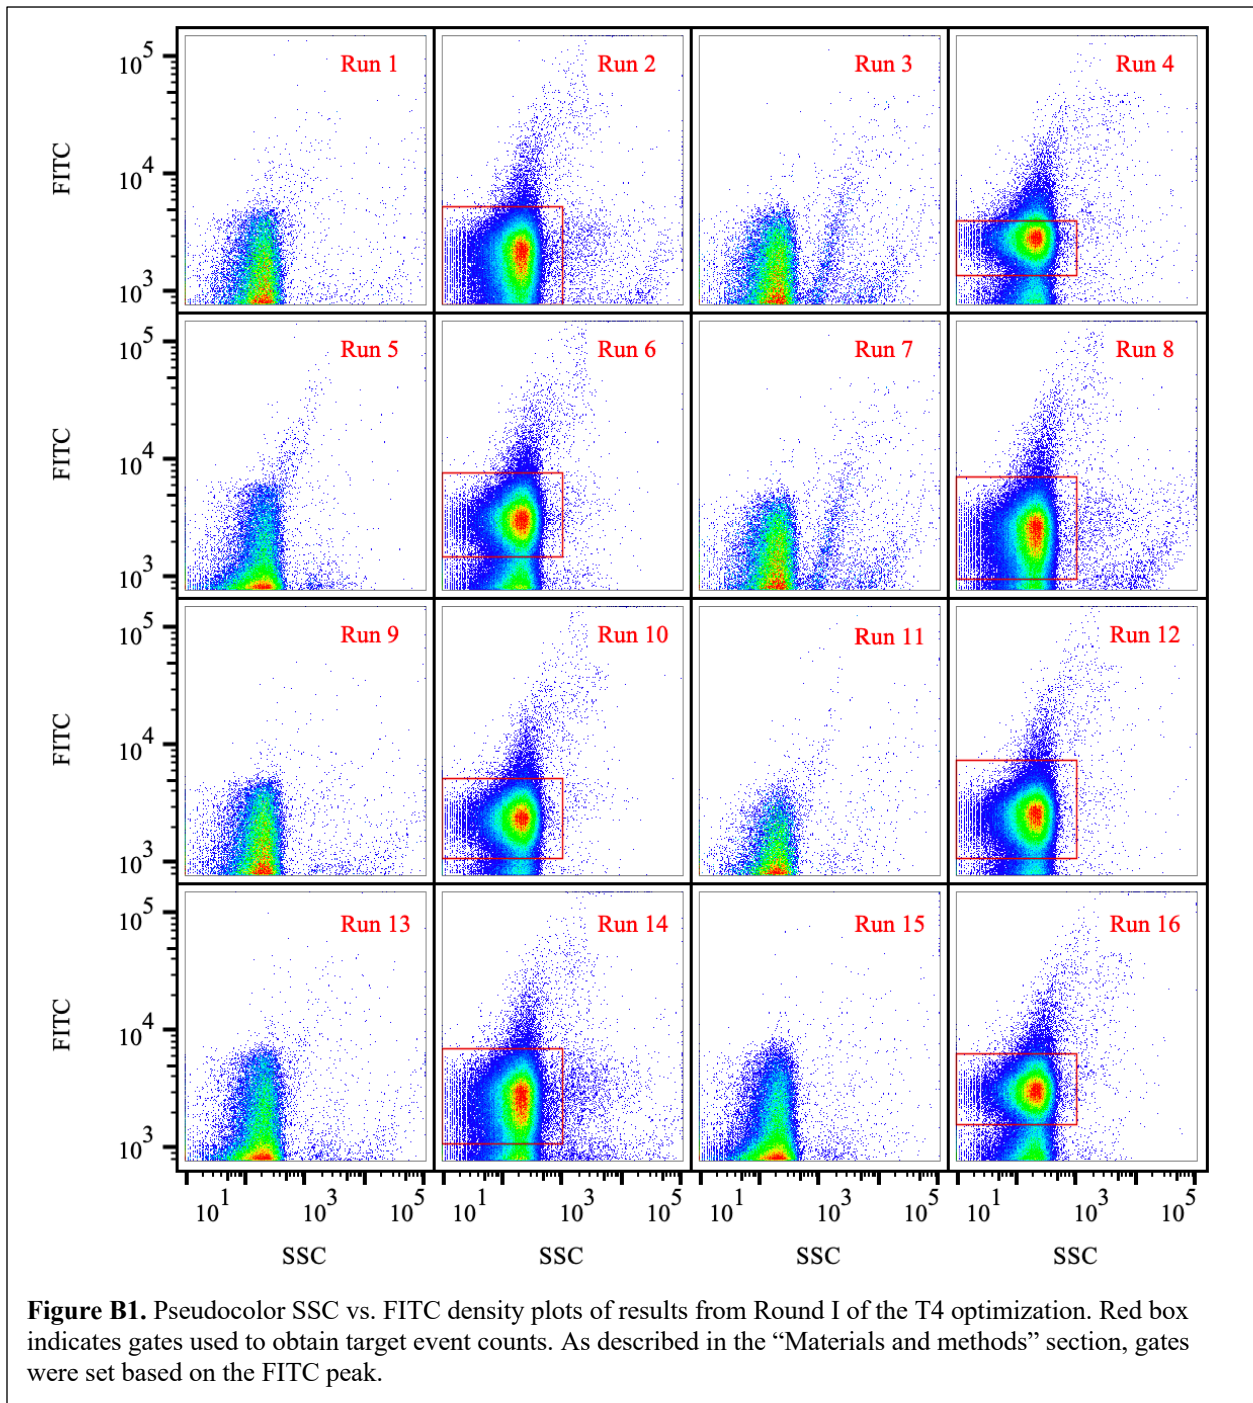 10^5 Run 1 Run 2 Run 3 Run 4
FITC 10^4
10^3
10^5 Run 5 Run 6 Run 7 Run 8
FITC 10^4
10^3
10^5 Run 9 Run 10 Run 11 Run 12
FITC 10^4
10^3
10^5 Run 13 Run 14 Run 15 Run 16
FITC 10^4
10^3
10^1 10^3 10^5 10^1 10^3 10^5 10^1 10^3 10^5 10^1 10^3 10^5
SSC SSC SSC SSC
Figure B1. Pseudocolor SSC vs. FITC density plots of results from Round I of the T4 optimization. Red box
indicates gates used to obtain target event counts. As described in the “Materials and methods” section, gates
were set based on the FITC peak.